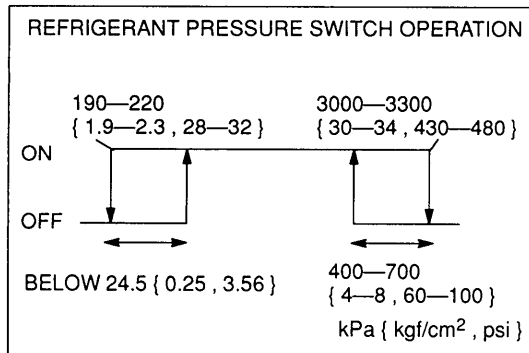 REFRIGERANT PRESSURE SWITCH OPERATION
190—220
{ 1.9—2.3 , 28—32 }
3000—3300
{ 30—34 , 430—480 }
ON
OFF
BELOW 24.5 { 0.25 , 3.56 }
400—700
{ 4—8 , 60—100 }
kPa { kgf/cm² , psi }